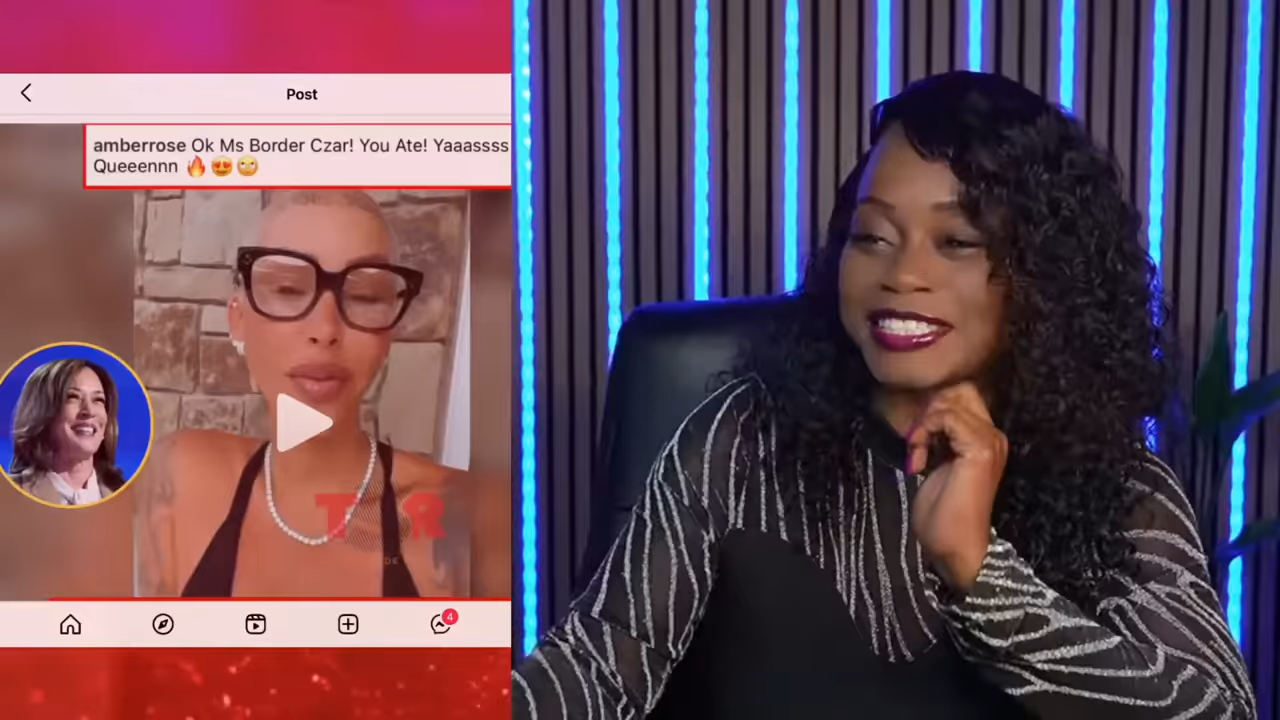 Post
amberrose Ok Ms Border Czar! You Ate! Yaaassss
Queeennn 🔥😍🙄
4